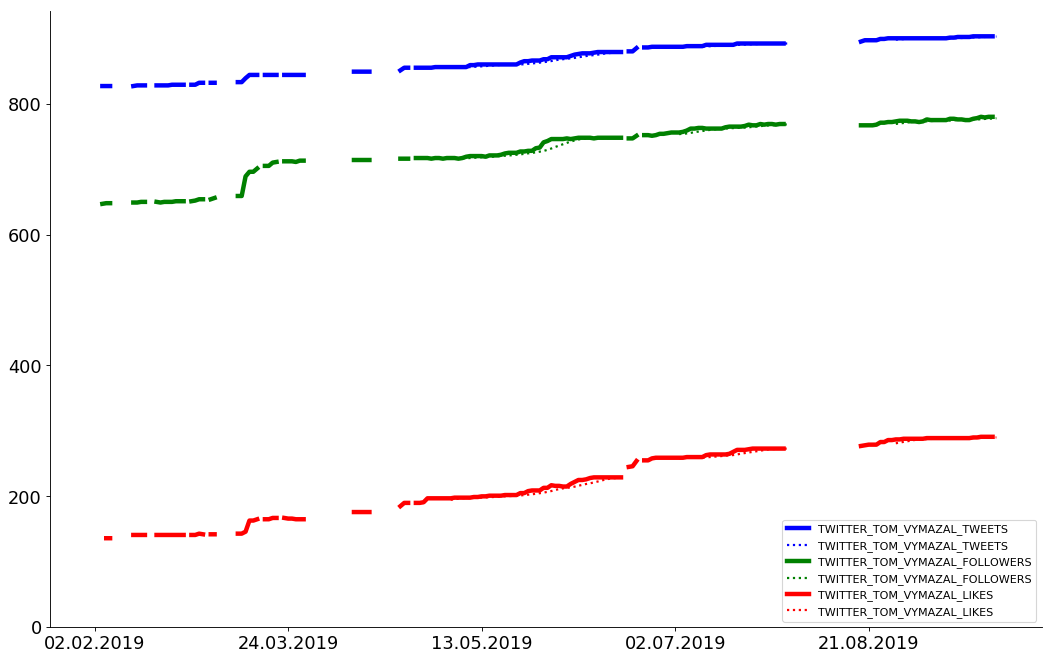 800
600
400
200
0
02.02.2019 24.03.2019 13.05.2019 02.07.2019 21.08.2019
TWITTER_TOM_VYMAZAL_TWEETS
TWITTER_TOM_VYMAZAL_TWEETS
TWITTER_TOM_VYMAZAL_FOLLOWERS
TWITTER_TOM_VYMAZAL_FOLLOWERS
TWITTER_TOM_VYMAZAL_LIKES
TWITTER_TOM_VYMAZAL_LIKES